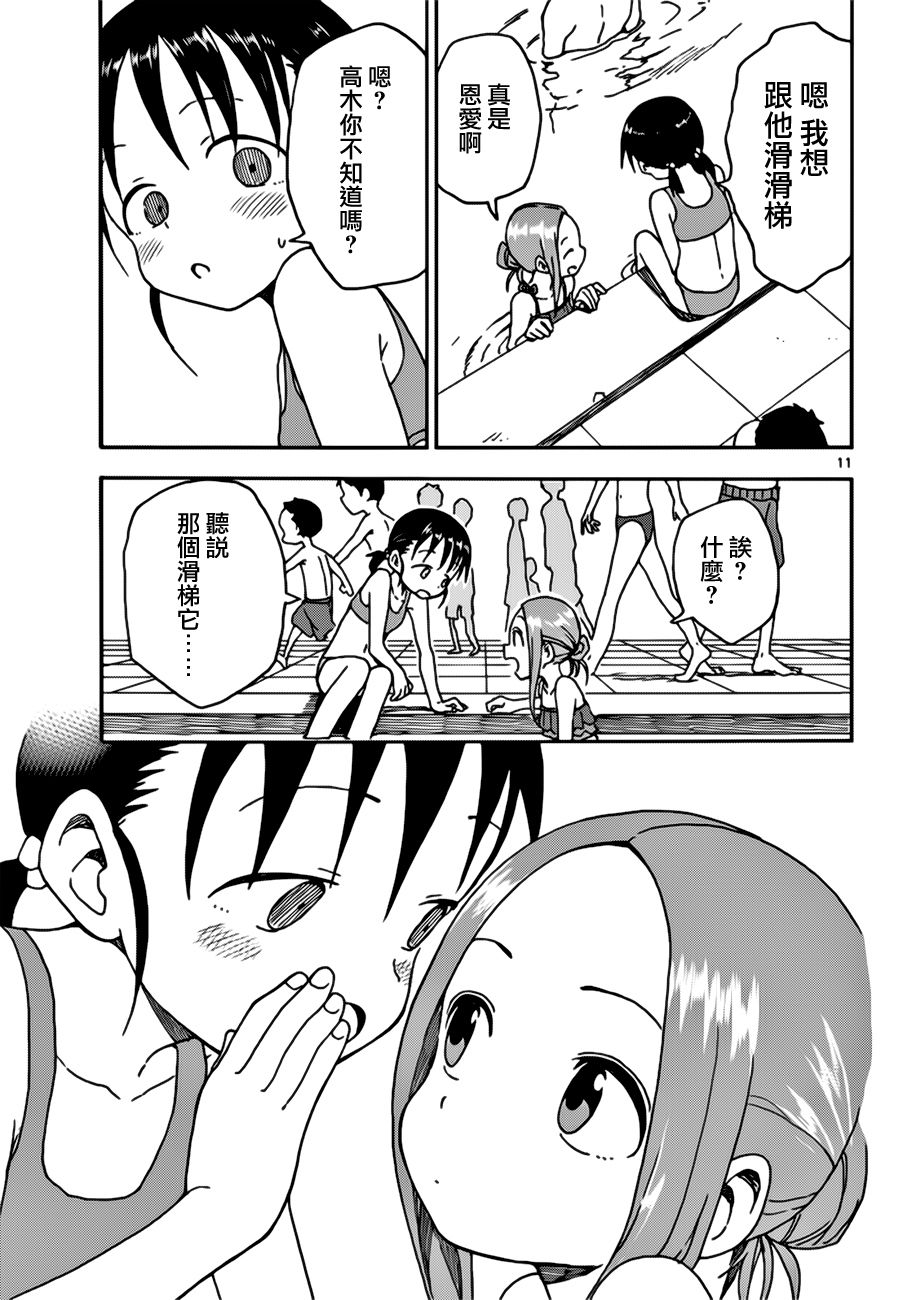 嗯 我想
跟他滑滑梯
真是
恩愛啊
嗯？
高木你不知道嗎？
11
誒？
什麼？
聽說
那個滑梯它……